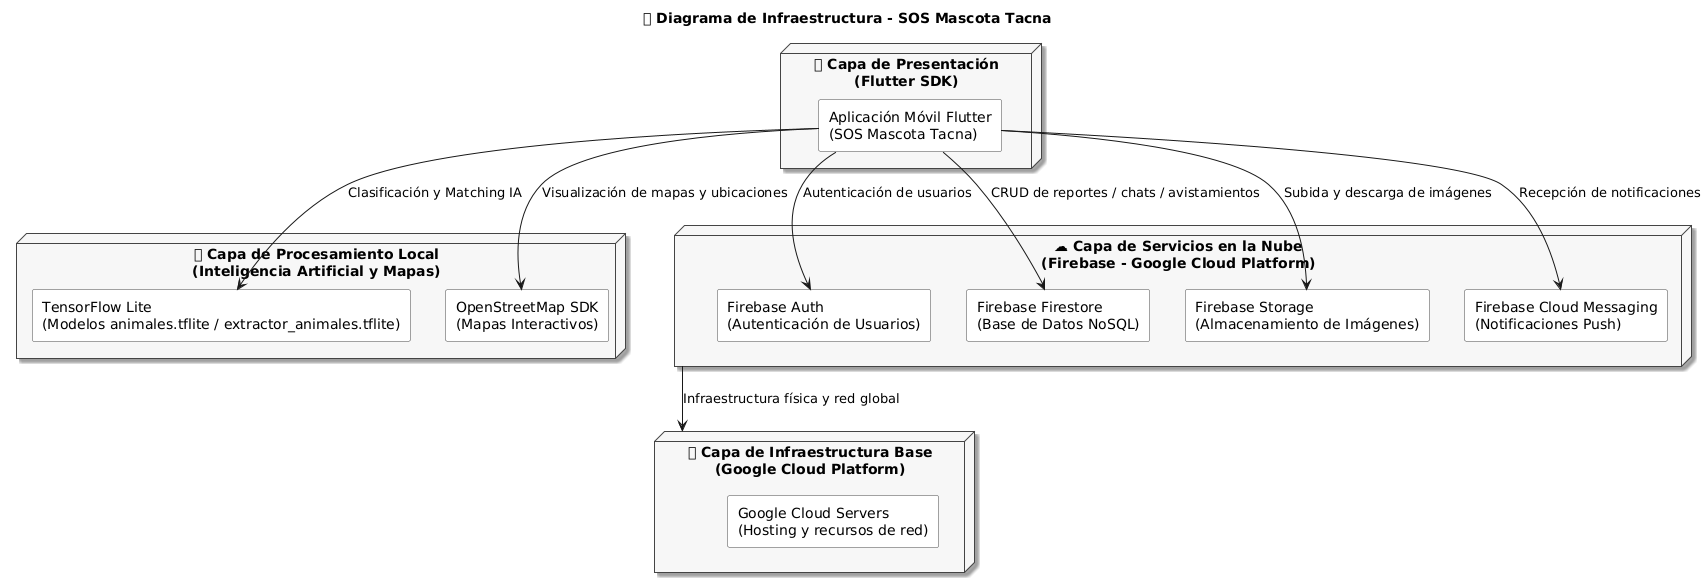 Diagrama de Infraestructura - SOS Mascota Tacna
Capa de Presentación
(Flutter SDK)
Aplicación Móvil Flutter
(SOS Mascota Tacna)
Clasificación y Matching IA
Visualización de mapas y ubicaciones
Autenticación de usuarios
CRUD de reportes / chats / avistamientos
Subida y descarga de imágenes
Recepción de notificaciones
Capa de Procesamiento Local
(Inteligencia Artificial y Mapas)
TensorFlow Lite
(Modelos animales.tflite / extractor_animales.tflite)
OpenStreetMap SDK
(Mapas Interactivos)
☁ Capa de Servicios en la Nube
(Firebase - Google Cloud Platform)
Firebase Auth
(Autenticación de Usuarios)
Firebase Firestore
(Base de Datos NoSQL)
Firebase Storage
(Almacenamiento de Imágenes)
Firebase Cloud Messaging
(Notificaciones Push)
Infraestructura física y red global
Capa de Infraestructura Base
(Google Cloud Platform)
Google Cloud Servers
(Hosting y recursos de red)